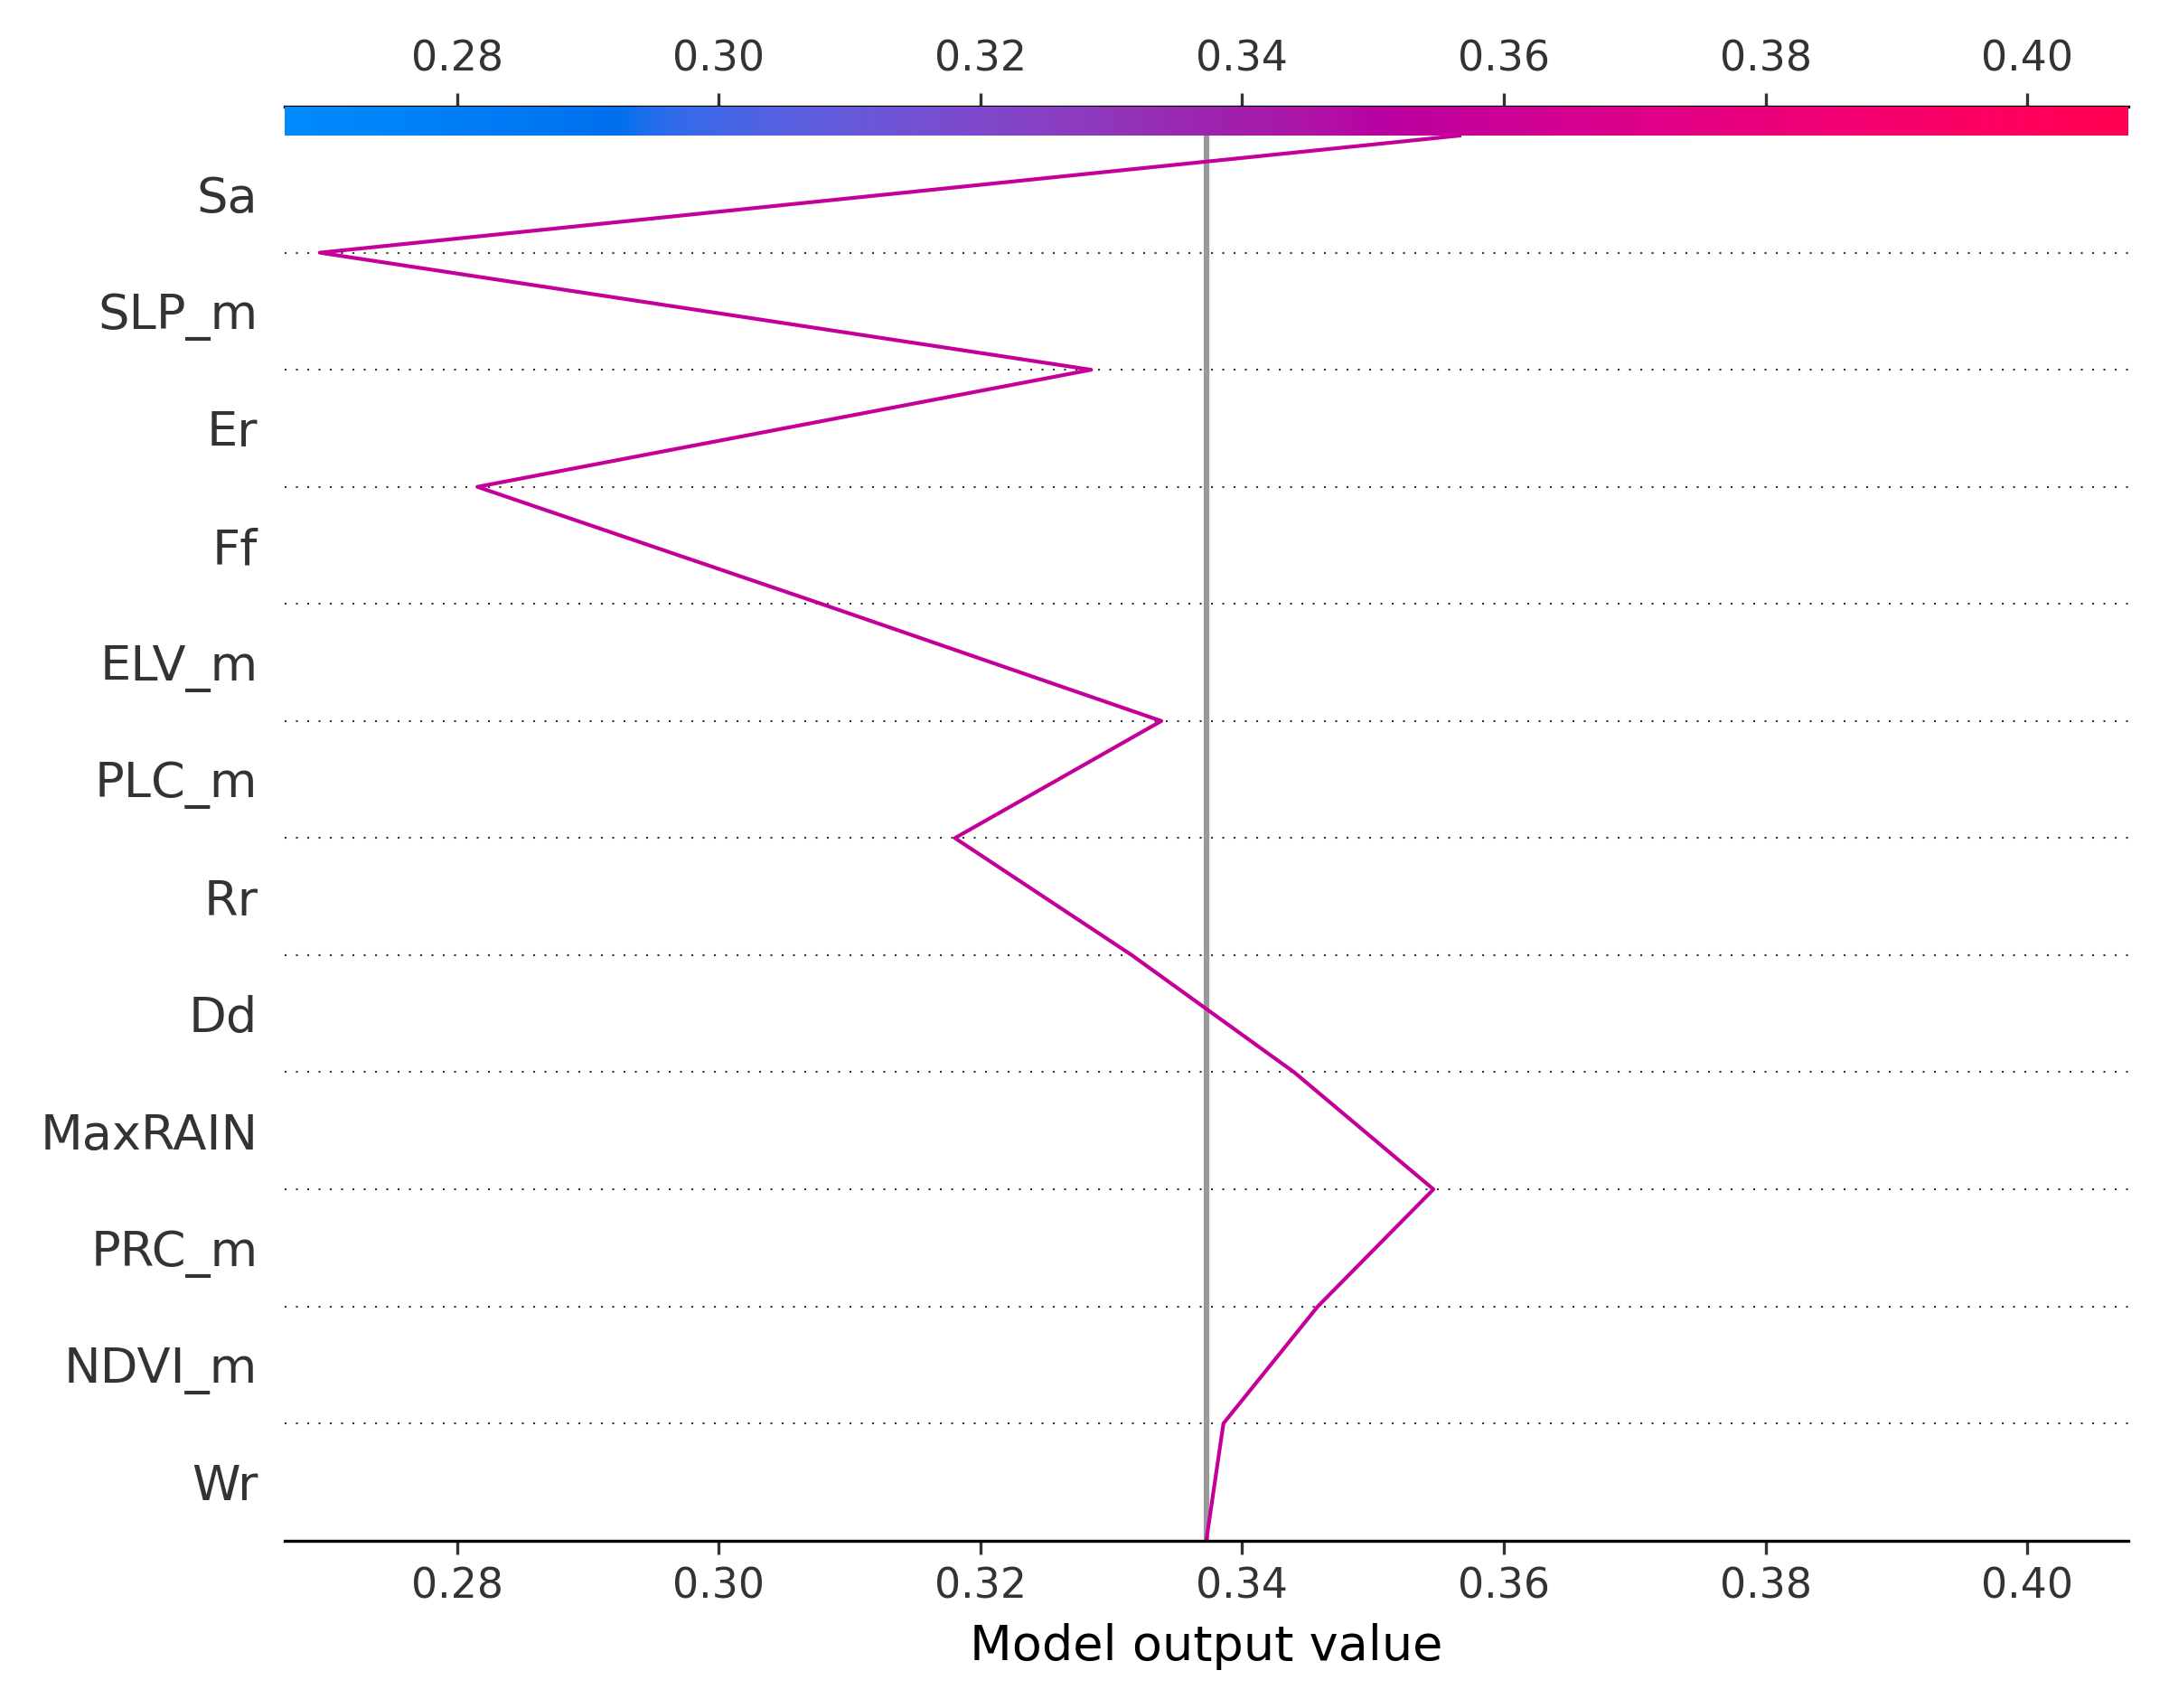 0.28 0.30 0.32 0.34 0.36 0.38 0.40
Sa
SLP_m
Er
Ff
ELV_m
PLC_m
Rr
Dd
MaxRAIN
PRC_m
NDVI_m
Wr
0.28 0.30 0.32 0.34 0.36 0.38 0.40
Model output value